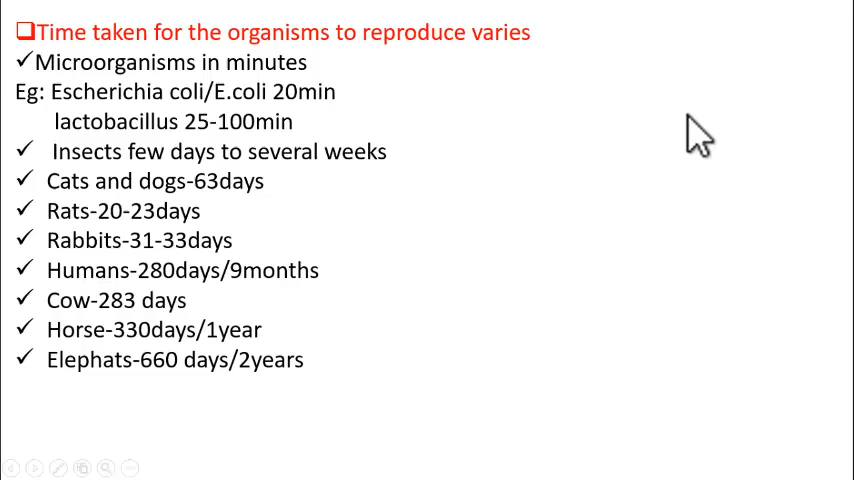 Time taken for the organisms to reproduce varies
Microorganisms in minutes
Eg: Escherichia coli/E.coli 20min
lactobacillus 25-100min
Insects few days to several weeks
Cats and dogs-63days
Rats-20-23days
Rabbits-31-33days
Humans-280days/9months
Cow-283 days
Horse-330days/1year
Elephats-660 days/2years